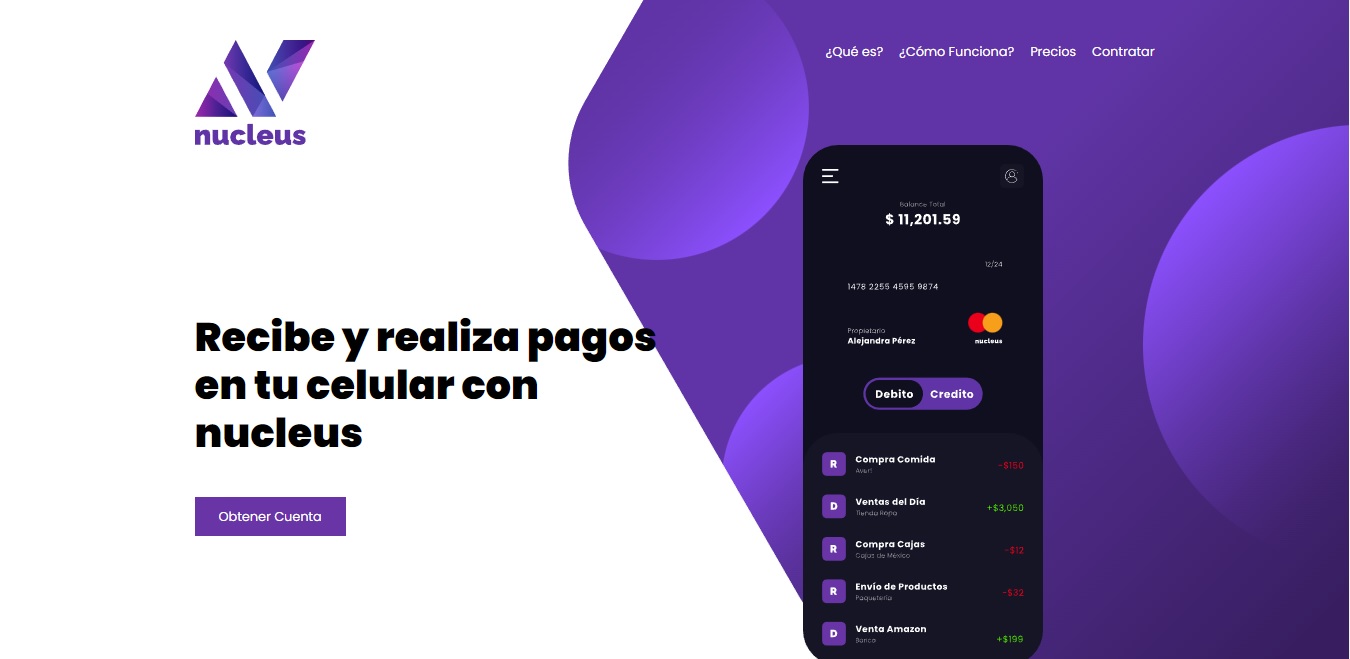 nucleus
¿Qué es? ¿Cómo Funciona? Precios Contratar
Recibe y realiza pagos
en tu celular con
nucleus
Obtener Cuenta
Balance Total
$ 11,201.59
12/24
1478 2255 4595 9874
Propietario
Alejandra Pérez
nucleus
Debito Credito
R Compra Comida -$150
Ayer!
D Ventas del Día +$3,050
Tienda Ropa
R Compra Cajas -$12
Cajas de México
R Envío de Productos -$32
Paquetería
D Venta Amazon +$199
Banco